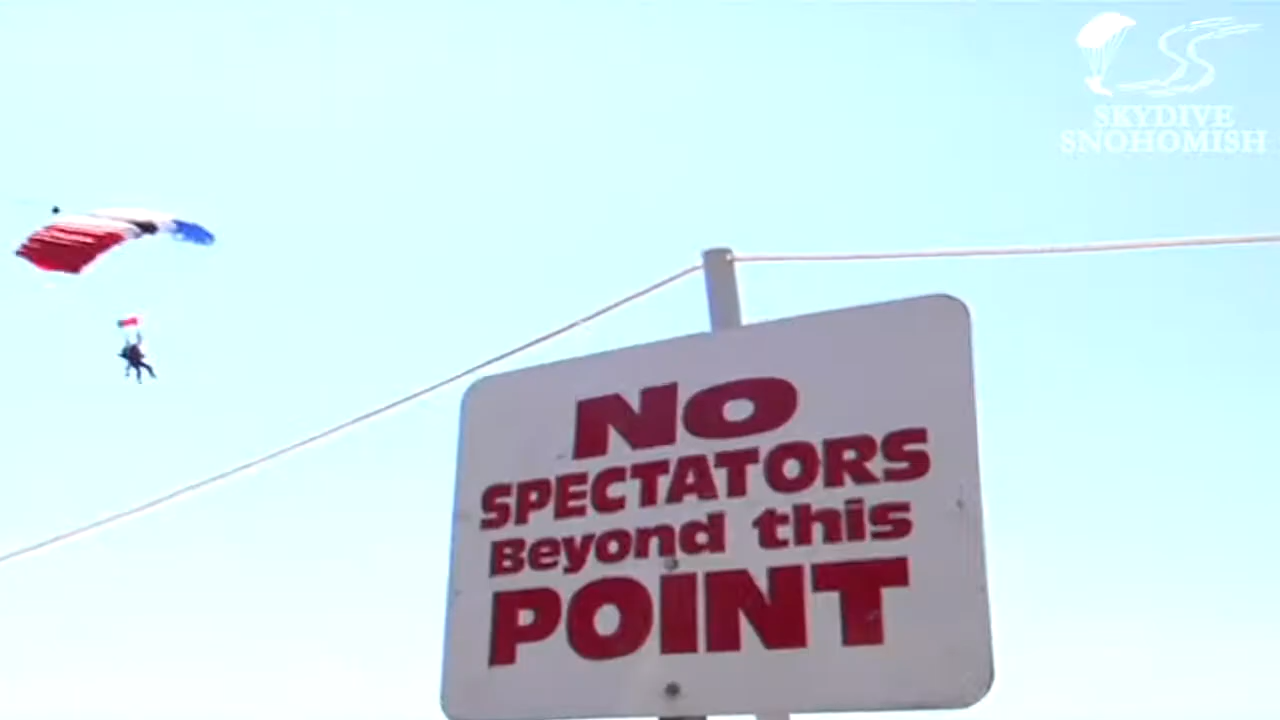 SKYDIVE
SNOHOMISH
NO
SPECTATORS
Beyond this
POINT